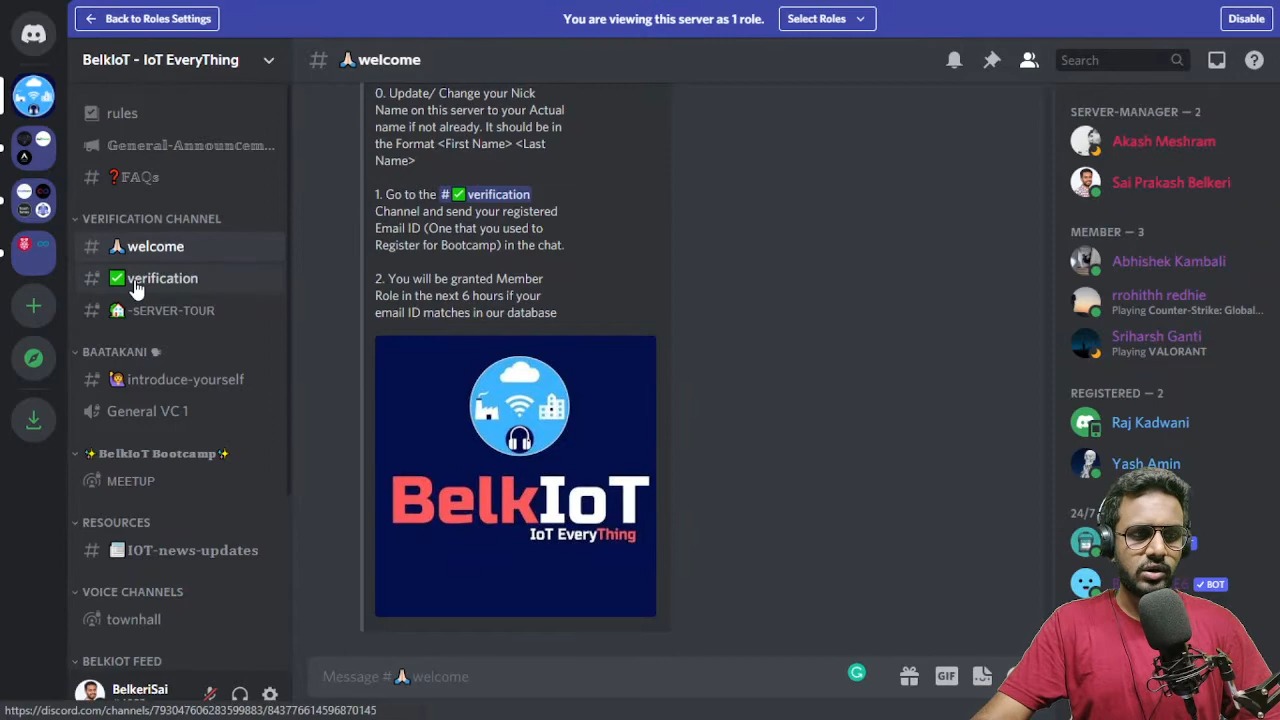 Back to Roles Settings
You are viewing this server as 1 role.
Select Roles
Disable
BelkIoT - IoT EveryThing
# 🙏🏻welcome
Search
rules
General-Announcem...
# ❓FAQs
VERIFICATION CHANNEL
# 🙏🏻welcome
# ✅verification
# 🏠-SERVER-TOUR
BAATAKANI 🗣
# 🙋introduce-yourself
General VC 1
✨BelkIoT Bootcamp✨
MEETUP
RESOURCES
# 📰IOT-news-updates
VOICE CHANNELS
townhall
BELKIOT FEED
BelkeriSai
0. Update/ Change your Nick
Name on this server to your Actual
name if not already. It should be in
the Format <First Name> <Last
Name>
1. Go to the # ✅verification
Channel and send your registered
Email ID (One that you used to
Register for Bootcamp) in the chat.
2. You will be granted Member
Role in the next 6 hours if your
email ID matches in our database
BelkIoT
IoT EveryThing
Message #🙏🏻welcome
GIF
SERVER-MANAGER — 2
Akash Meshram
Sai Prakash Belkeri
MEMBER — 3
Abhishek Kambali
rrohithh redhie
Playing Counter-Strike: Global...
Sriharsh Ganti
Playing VALORANT
REGISTERED — 2
Raj Kadwani
Yash Amin
24/7
✓ BOT
https://discord.com/channels/793047606283599883/843776614596870145